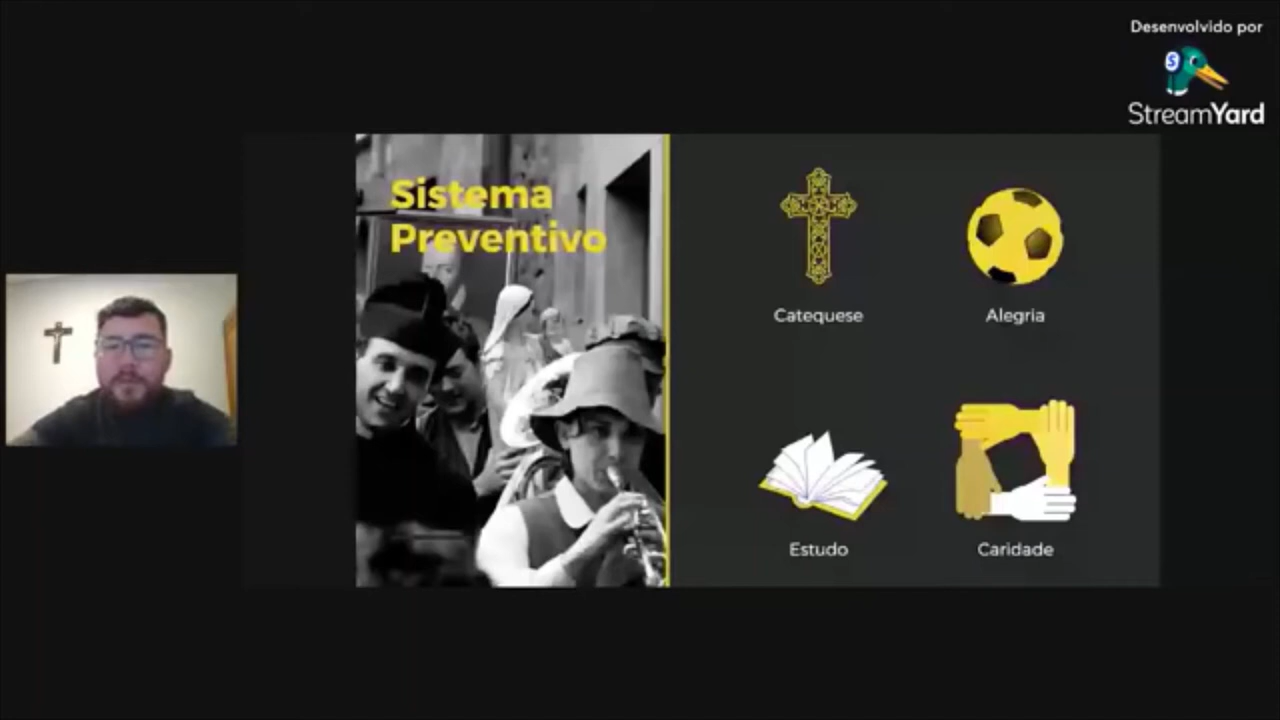 Desenvolvido por
StreamYard
Sistema
Preventivo
Catequese
Alegria
Estudo
Caridade